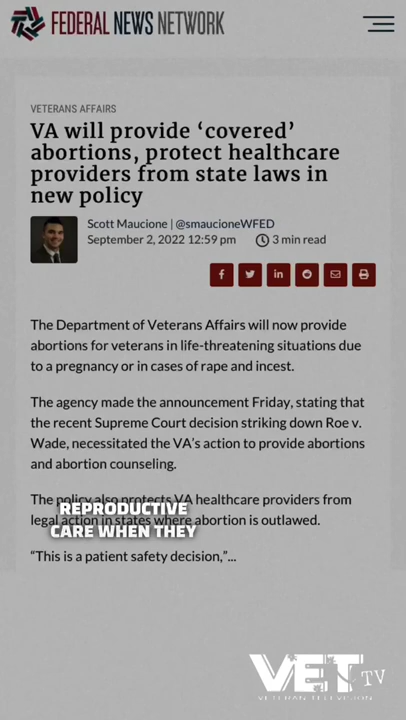 FEDERAL NEWS NETWORK
VETERANS AFFAIRS
VA will provide ‘covered’
abortions, protect healthcare
providers from state laws in
new policy
Scott Maucione | @smaucioneWFED
September 2, 2022 12:59 pm 3 min read
The Department of Veterans Affairs will now provide
abortions for veterans in life-threatening situations due
to a pregnancy or in cases of rape and incest.
The agency made the announcement Friday, stating that
the recent Supreme Court decision striking down Roe v.
Wade, necessitated the VA’s action to provide abortions
and abortion counseling.
The policy also protects VA healthcare providers from
legal action in states where abortion is outlawed.
REPRODUCTIVE
CARE WHEN THEY
“This is a patient safety decision,”...
VET TV
VETERAN TELEVISION